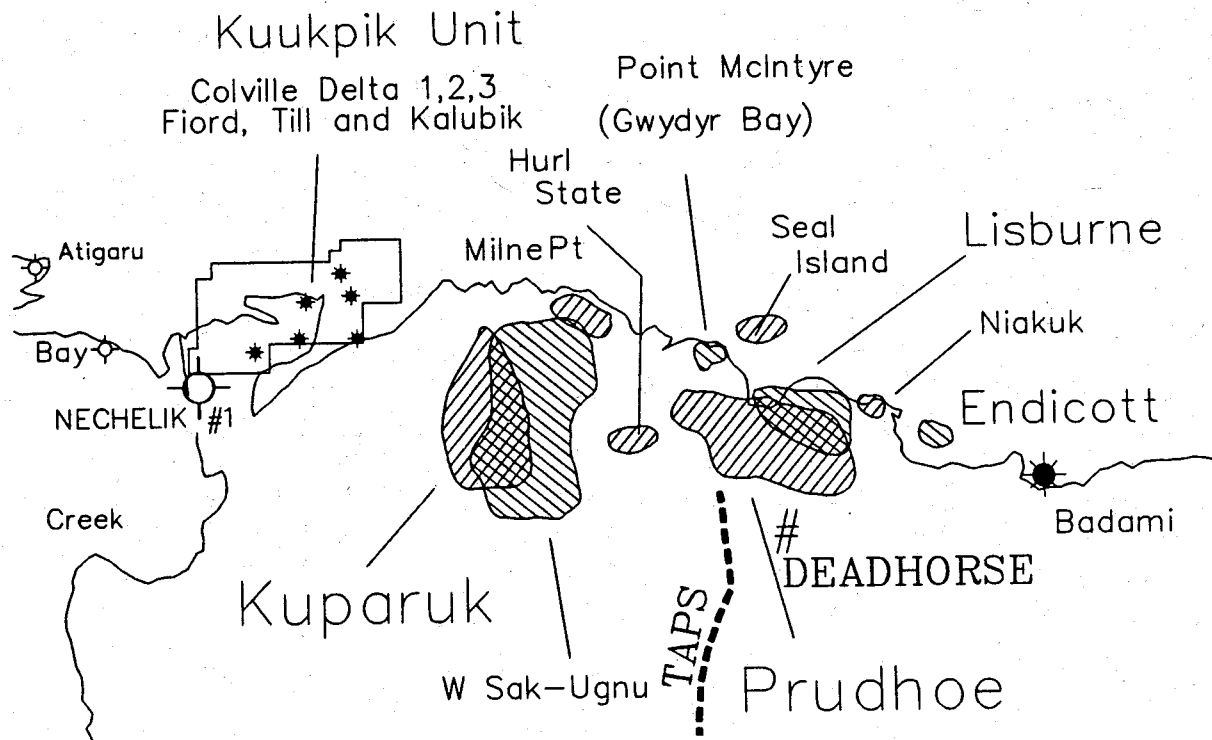 Kuukpik Unit
Colville Delta 1,2,3
Fiord, Till and Kalubik
Point McIntyre
(Gwydyr Bay)
Hurl
State
Seal
Island
Lisburne
Atigaru
MilnePt
Niakuk
Bay
Endicott
NECHELIK #1
Creek
Badami
#
DEADHORSE
Kuparuk
TAPS
W Sak-Ugnu
Prudhoe